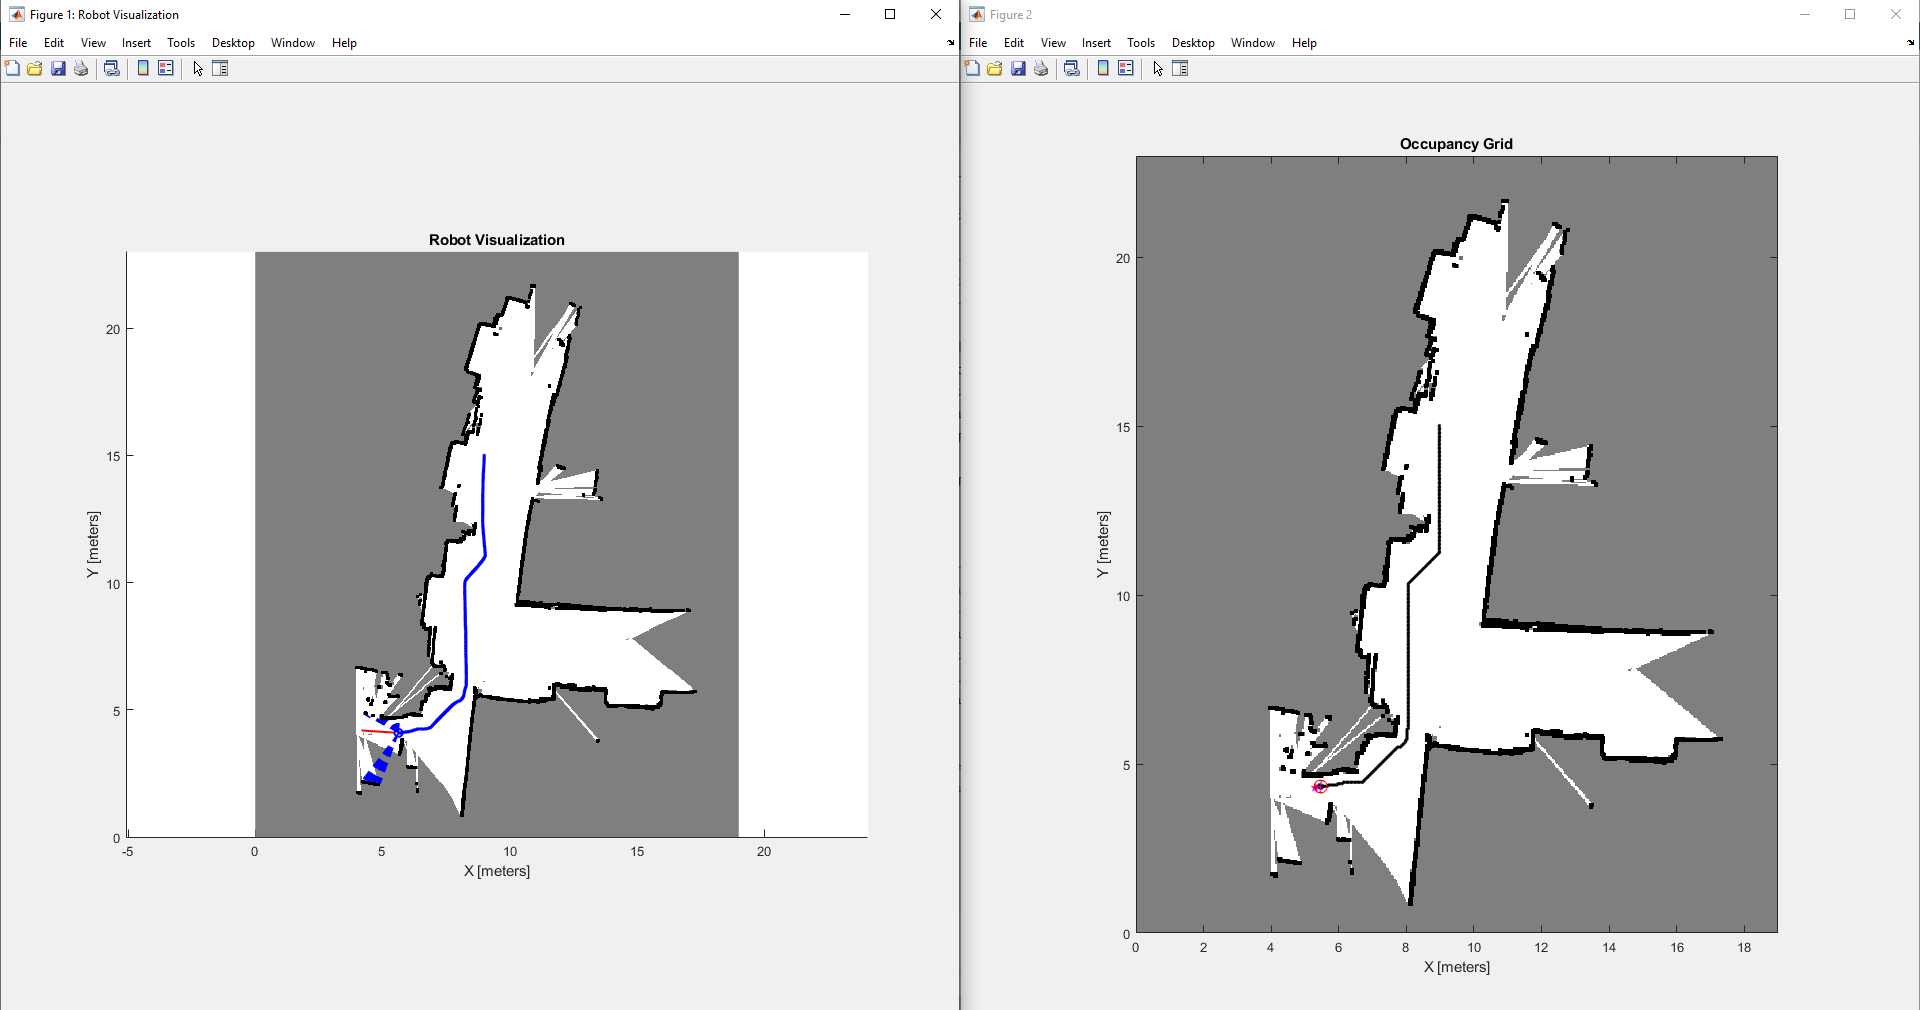 Figure 1: Robot Visualization
File Edit View Insert Tools Desktop Window Help
Robot Visualization
20
15
10
5
0
-5 0 5 10 15 20
X [meters]
Y [meters]
Figure 2
File Edit View Insert Tools Desktop Window Help
Occupancy Grid
20
15
10
5
0
0 2 4 6 8 10 12 14 16 18
X [meters]
Y [meters]